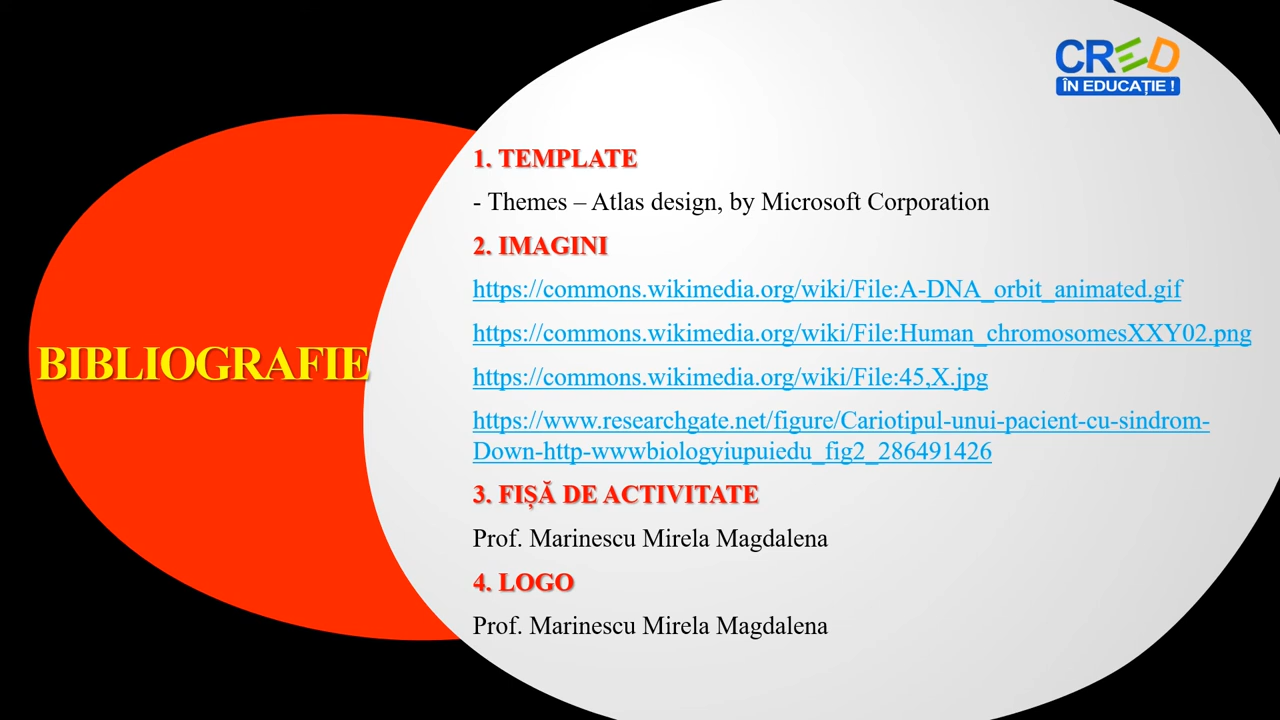 CRED
ÎN EDUCAȚIE !
BIBLIOGRAFIE
1. TEMPLATE
- Themes – Atlas design, by Microsoft Corporation
2. IMAGINI
https://commons.wikimedia.org/wiki/File:A-DNA_orbit_animated.gif
https://commons.wikimedia.org/wiki/File:Human_chromosomesXXY02.png
https://commons.wikimedia.org/wiki/File:45,X.jpg
https://www.researchgate.net/figure/Cariotipul-unui-pacient-cu-sindrom-
Down-http-wwwbiologyiupuiedu_fig2_286491426
3. FIȘĂ DE ACTIVITATE
Prof. Marinescu Mirela Magdalena
4. LOGO
Prof. Marinescu Mirela Magdalena